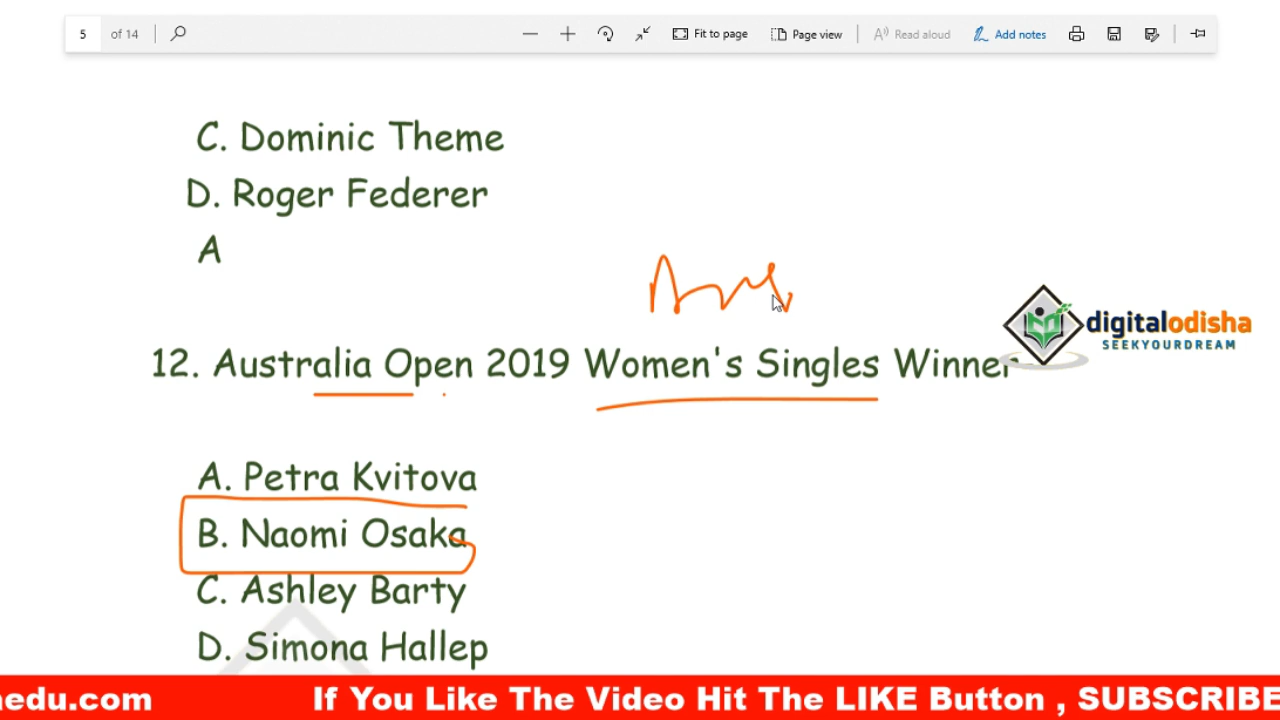 5 of 14 Fit to page Page view Read aloud Add notes
C. Dominic Theme
D. Roger Federer
A
12. Australia Open 2019 Women's Singles Winner
digitalodisha
SEEKYOURDREAM
A. Petra Kvitova
B. Naomi Osaka
C. Ashley Barty
D. Simona Hallep
nedu.com If You Like The Video Hit The LIKE Button , SUBSCRIBE